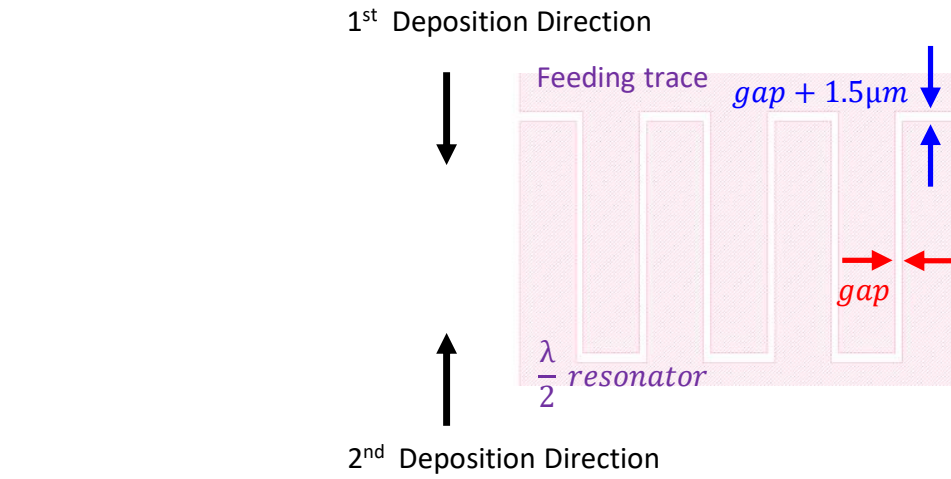 1st Deposition Direction
Feeding trace
gap + 1.5μm
gap
λ/2 resonator
2nd Deposition Direction